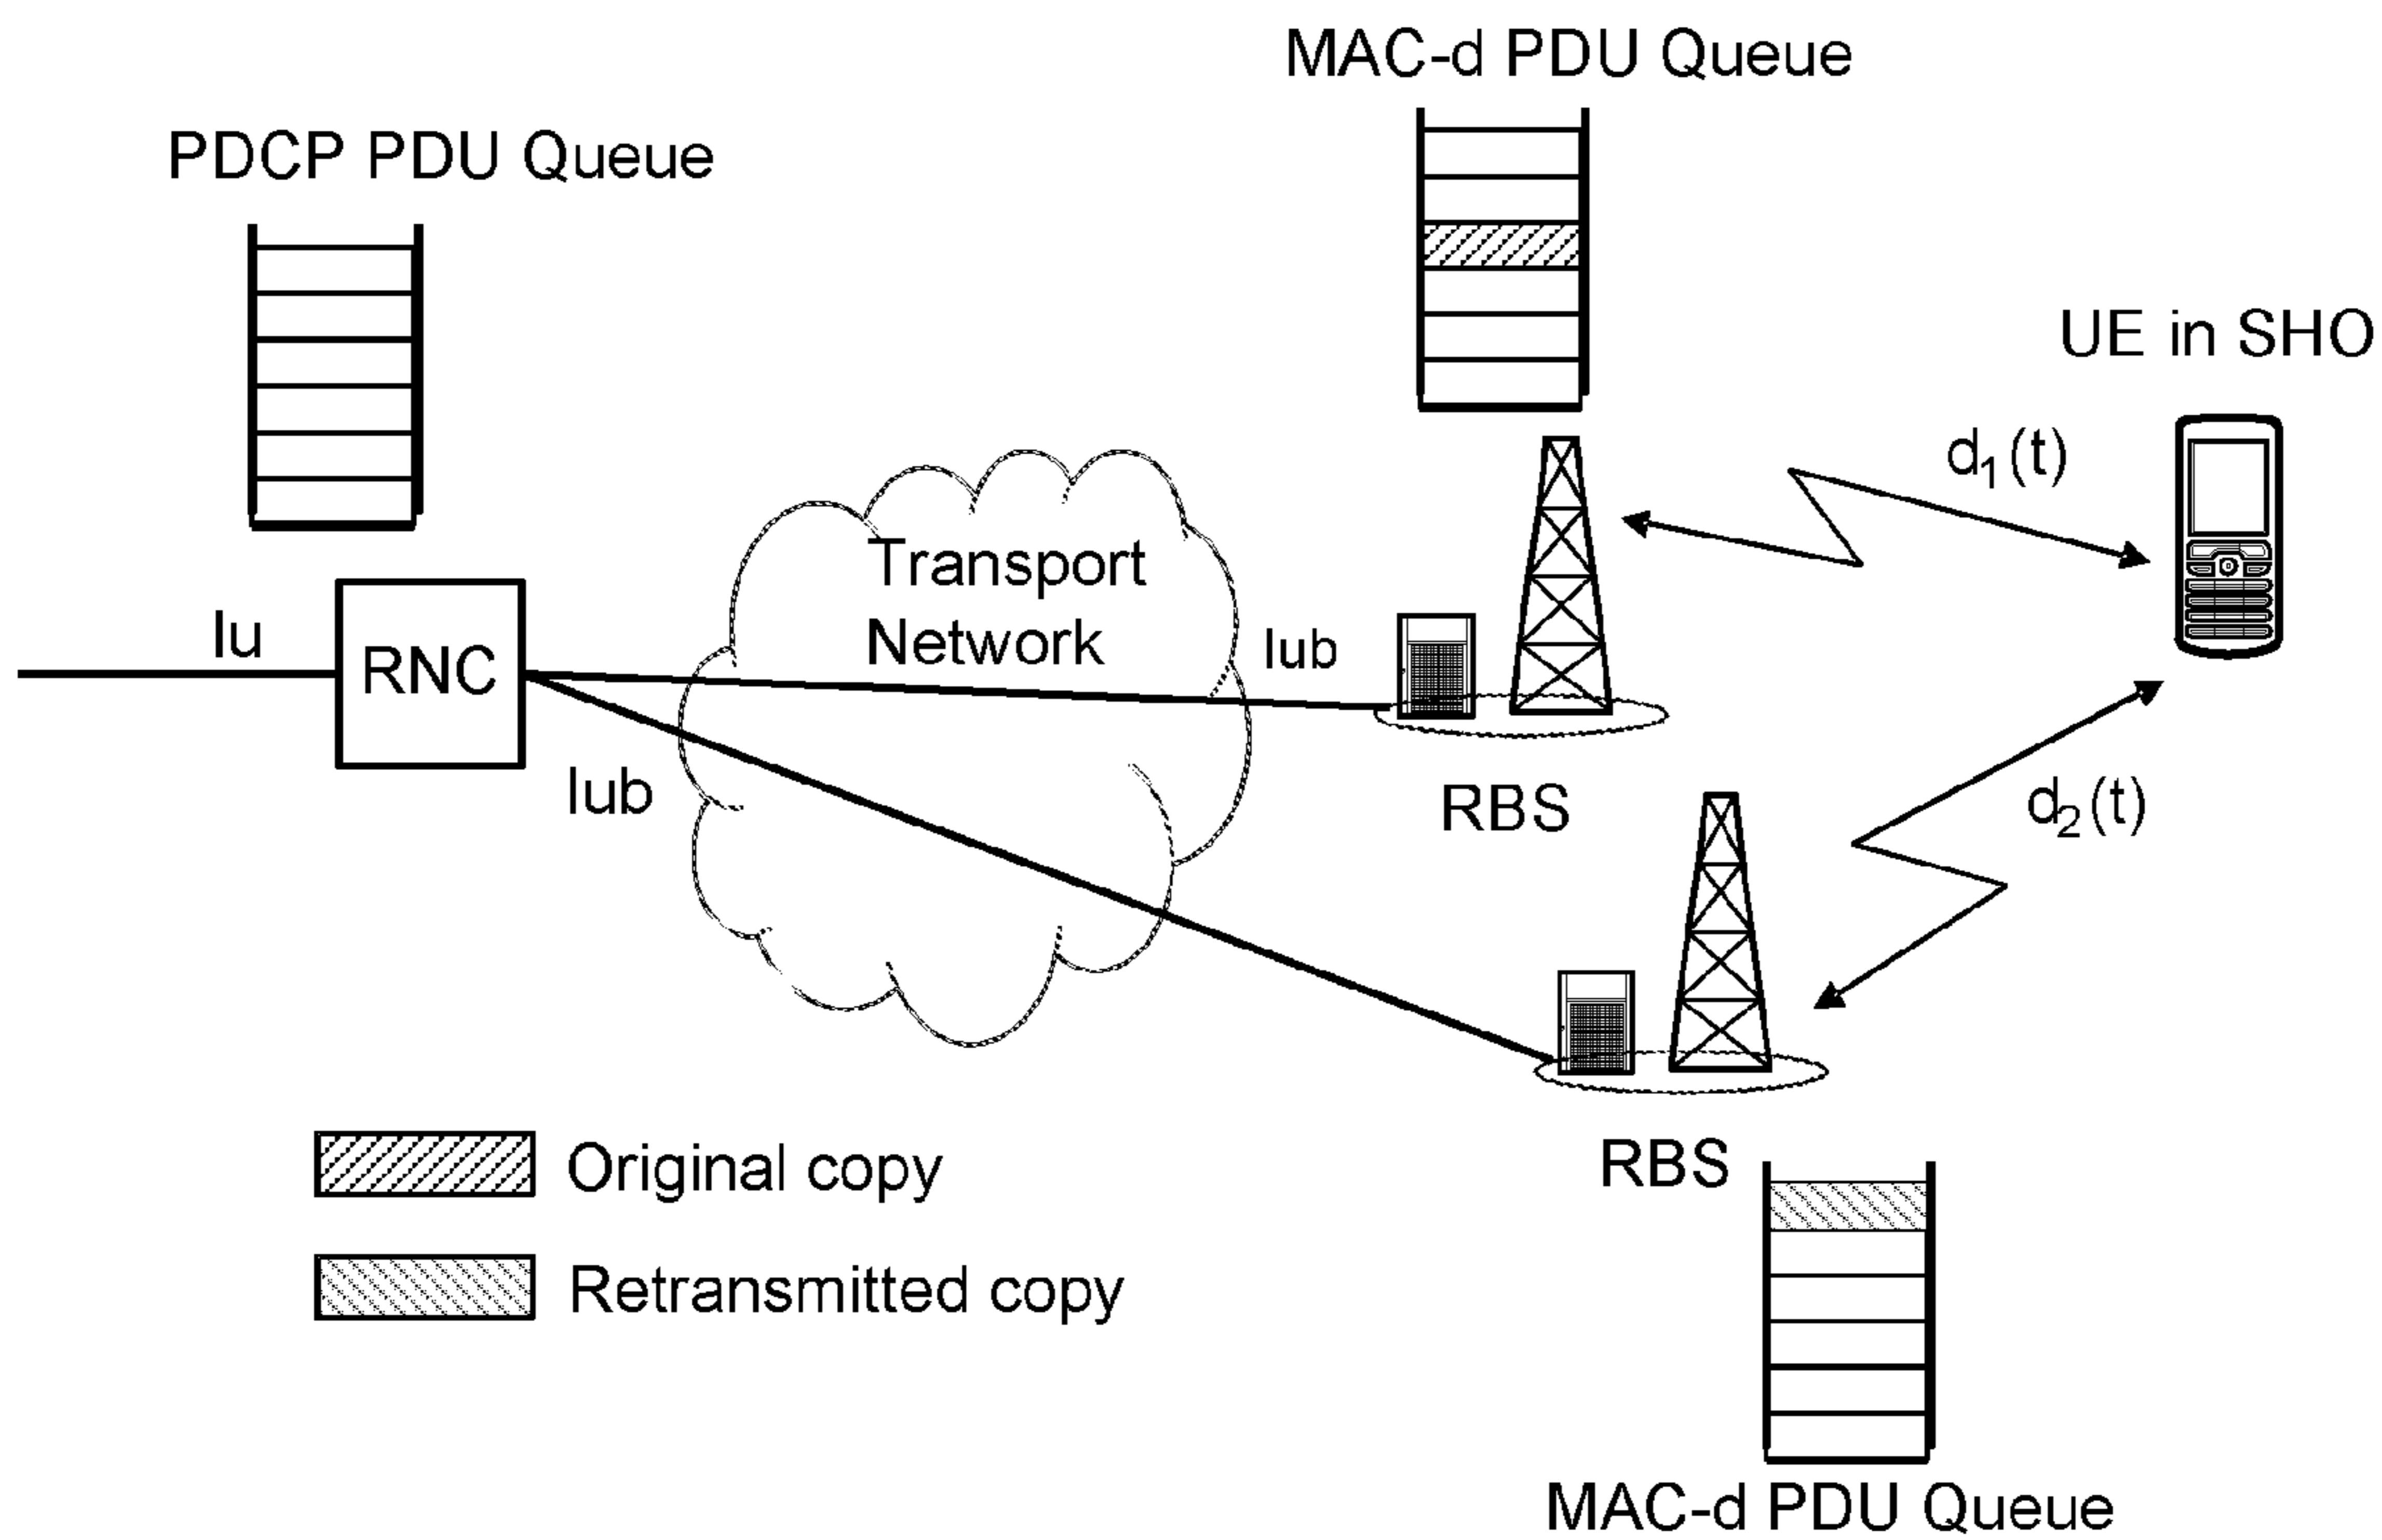 MAC-d PDU Queue
PDCP PDU Queue
UE in SHO
d1(t)
Transport
Network
Iu
RNC
Iub
Iub
RBS
d2(t)
Original copy
RBS
Retransmitted copy
MAC-d PDU Queue